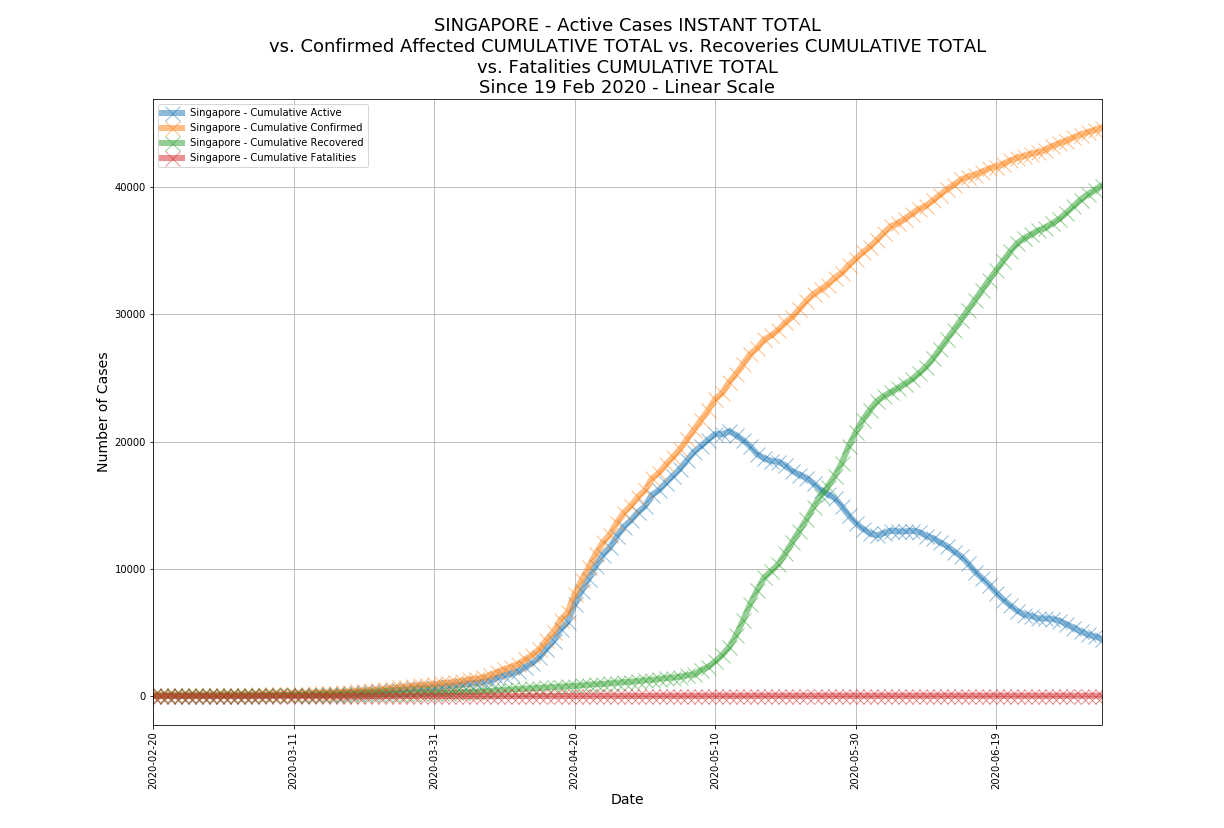 SINGAPORE - Active Cases INSTANT TOTAL
vs. Confirmed Affected CUMULATIVE TOTAL vs. Recoveries CUMULATIVE TOTAL
vs. Fatalities CUMULATIVE TOTAL
Since 19 Feb 2020 - Linear Scale
Singapore - Cumulative Active
Singapore - Cumulative Confirmed
Singapore - Cumulative Recovered
Singapore - Cumulative Fatalities
Number of Cases
40000
30000
20000
10000
0
2020-02-20
2020-03-11
2020-03-31
2020-04-20
2020-05-10
2020-05-30
2020-06-19
Date